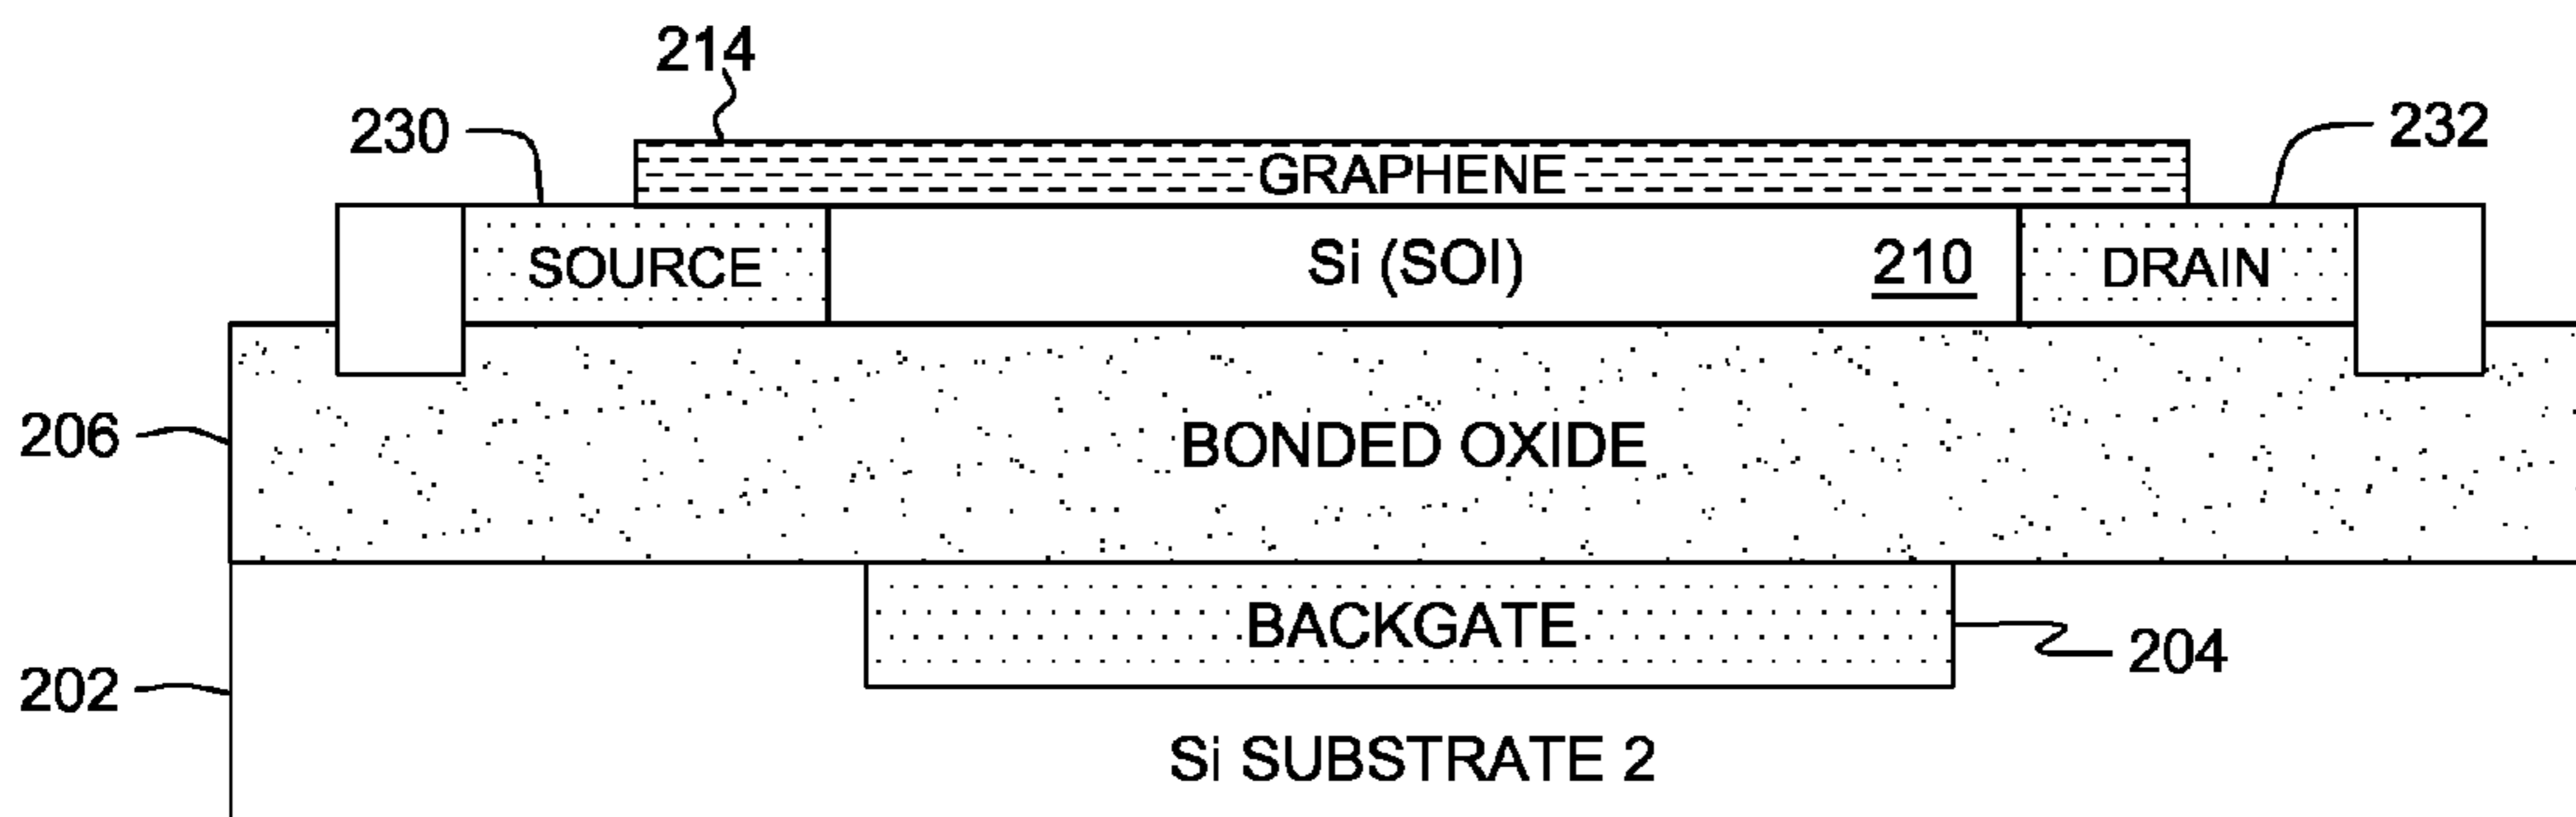 214
230
232
GRAPHENE
SOURCE
Si (SOI)
210
DRAIN
206
BONDED OXIDE
BACKGATE
204
202
Si SUBSTRATE 2